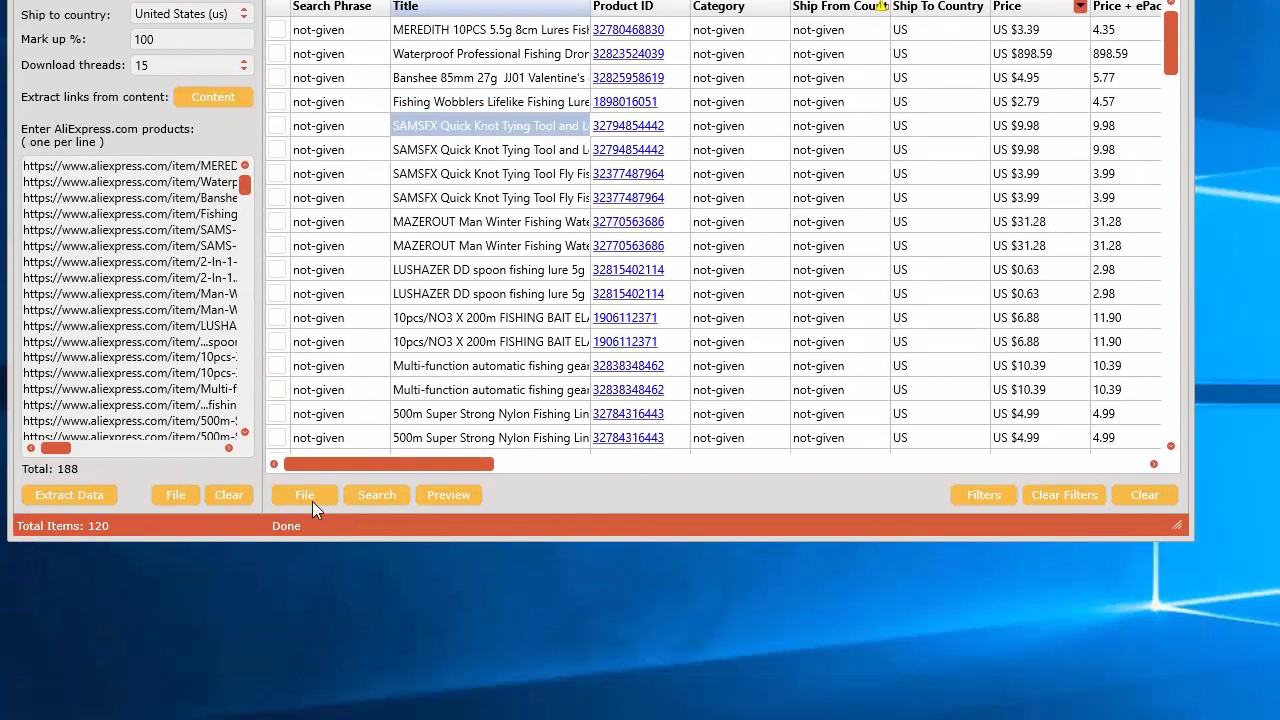 Ship to country: United States (us)
Mark up %: 100
Download threads: 15
Extract links from content: Content
Enter AliExpress.com products:
( one per line )
https://www.aliexpress.com/item/MERED
https://www.aliexpress.com/item/Waterp
https://www.aliexpress.com/item/Banshe
https://www.aliexpress.com/item/Fishing
https://www.aliexpress.com/item/SAMS-
https://www.aliexpress.com/item/SAMS-
https://www.aliexpress.com/item/2-In-1-
https://www.aliexpress.com/item/2-In-1..
https://www.aliexpress.com/item/Man-W
https://www.aliexpress.com/item/Man-W
https://www.aliexpress.com/item/LUSHA
https://www.aliexpress.com/item/...spoor
https://www.aliexpress.com/item/10pcs-
https://www.aliexpress.com/item/10pcs-
https://www.aliexpress.com/item/Multi-f
https://www.aliexpress.com/item/...fishin
https://www.aliexpress.com/item/500m-
https://www.aliexpress.com/item/500m-
Total: 188
Extract Data File Clear
Search Phrase Title Product ID Category Ship From Count Ship To Country Price Price + ePac
not-given MEREDITH 10PCS 5.5g 8cm Lures Fish 32780468830 not-given not-given US US $3.39 4.35
not-given Waterproof Professional Fishing Dron 32823524039 not-given not-given US US $898.59 898.59
not-given Banshee 85mm 27g JJ01 Valentine's 32825958619 not-given not-given US US $4.95 5.77
not-given Fishing Wobblers Lifelike Fishing Lure 1898016051 not-given not-given US US $2.79 4.57
not-given SAMSFX Quick Knot Tying Tool and L 32794854442 not-given not-given US US $9.98 9.98
not-given SAMSFX Quick Knot Tying Tool and L 32794854442 not-given not-given US US $9.98 9.98
not-given SAMSFX Quick Knot Tying Tool Fly Fis 32377487964 not-given not-given US US $3.99 3.99
not-given SAMSFX Quick Knot Tying Tool Fly Fis 32377487964 not-given not-given US US $3.99 3.99
not-given MAZEROUT Man Winter Fishing Wate 32770563686 not-given not-given US US $31.28 31.28
not-given MAZEROUT Man Winter Fishing Wate 32770563686 not-given not-given US US $31.28 31.28
not-given LUSHAZER DD spoon fishing lure 5g 32815402114 not-given not-given US US $0.63 2.98
not-given LUSHAZER DD spoon fishing lure 5g 32815402114 not-given not-given US US $0.63 2.98
not-given 10pcs/NO3 X 200m FISHING BAIT ELA 1906112371 not-given not-given US US $6.88 11.90
not-given 10pcs/NO3 X 200m FISHING BAIT ELA 1906112371 not-given not-given US US $6.88 11.90
not-given Multi-function automatic fishing gear 32838348462 not-given not-given US US $10.39 10.39
not-given Multi-function automatic fishing gear 32838348462 not-given not-given US US $10.39 10.39
not-given 500m Super Strong Nylon Fishing Lin 32784316443 not-given not-given US US $4.99 4.99
not-given 500m Super Strong Nylon Fishing Lin 32784316443 not-given not-given US US $4.99 4.99
File Search Preview Filters Clear Filters Clear
Total Items: 120 Done